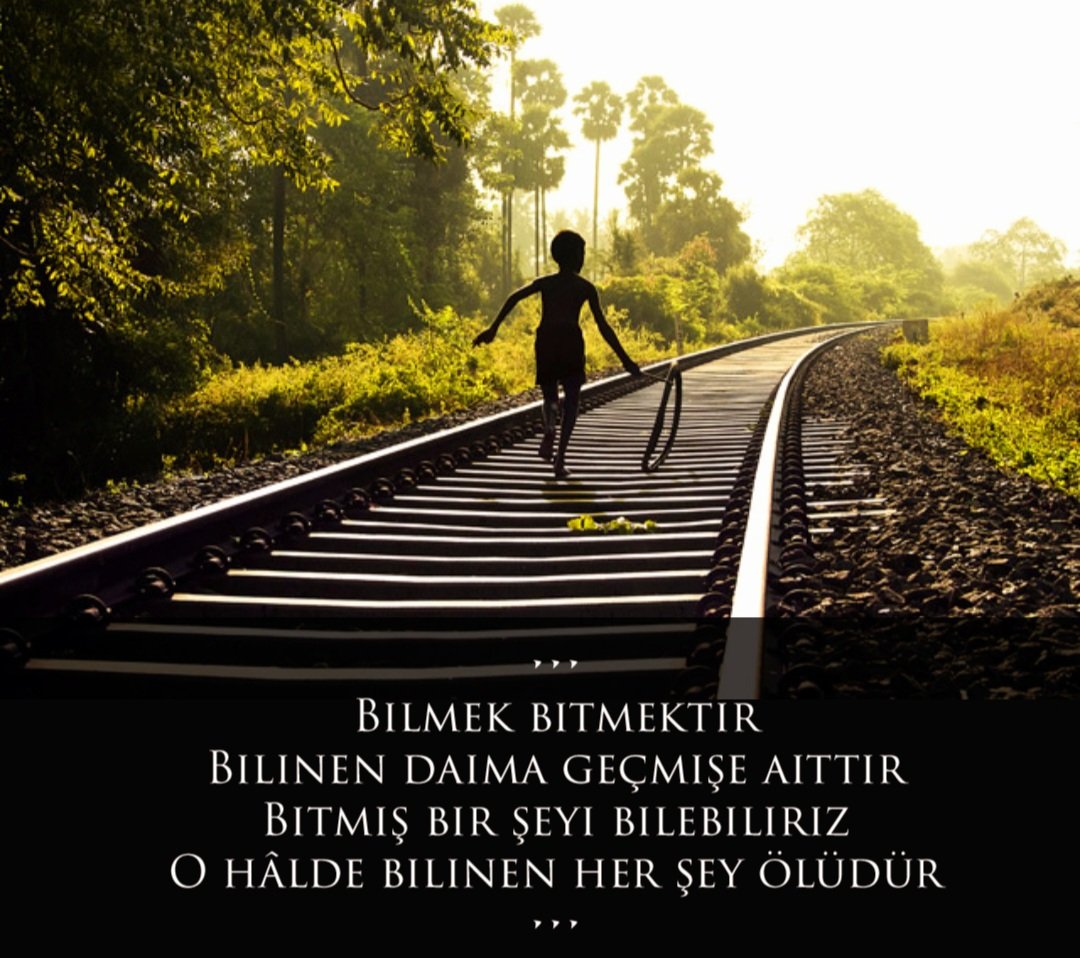 ,,,
Bilmek bitmektir
Bilinen daima geçmişe aittir
Bitmiş bir şeyi bilebiliriz
O hâlde bilinen her şey ölüdür
,,,